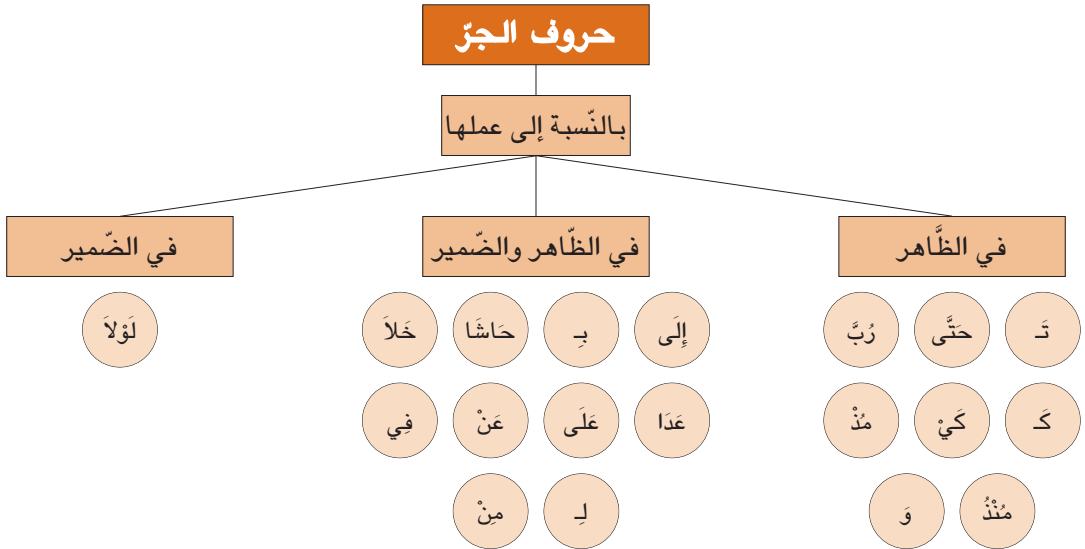 حروف الجرّ
بالنّسبة إلى عملها
في الظَّاهر
في الظّاهر والضّمير
في الضّمير
تَـ
حَتَّى
رُبَّ
كَـ
كَيْ
مُذْ
مُنْذُ
وَ
إِلَى
بِـ
حَاشَا
خَلاَ
عَدَا
عَلَى
عَنْ
فِي
لِـ
مِنْ
لَوْلاَ